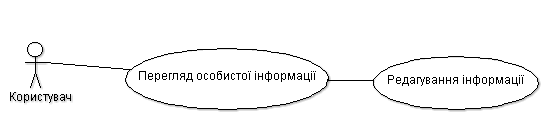 Перегляд особистої інформації
Редагування інформації
Користувач